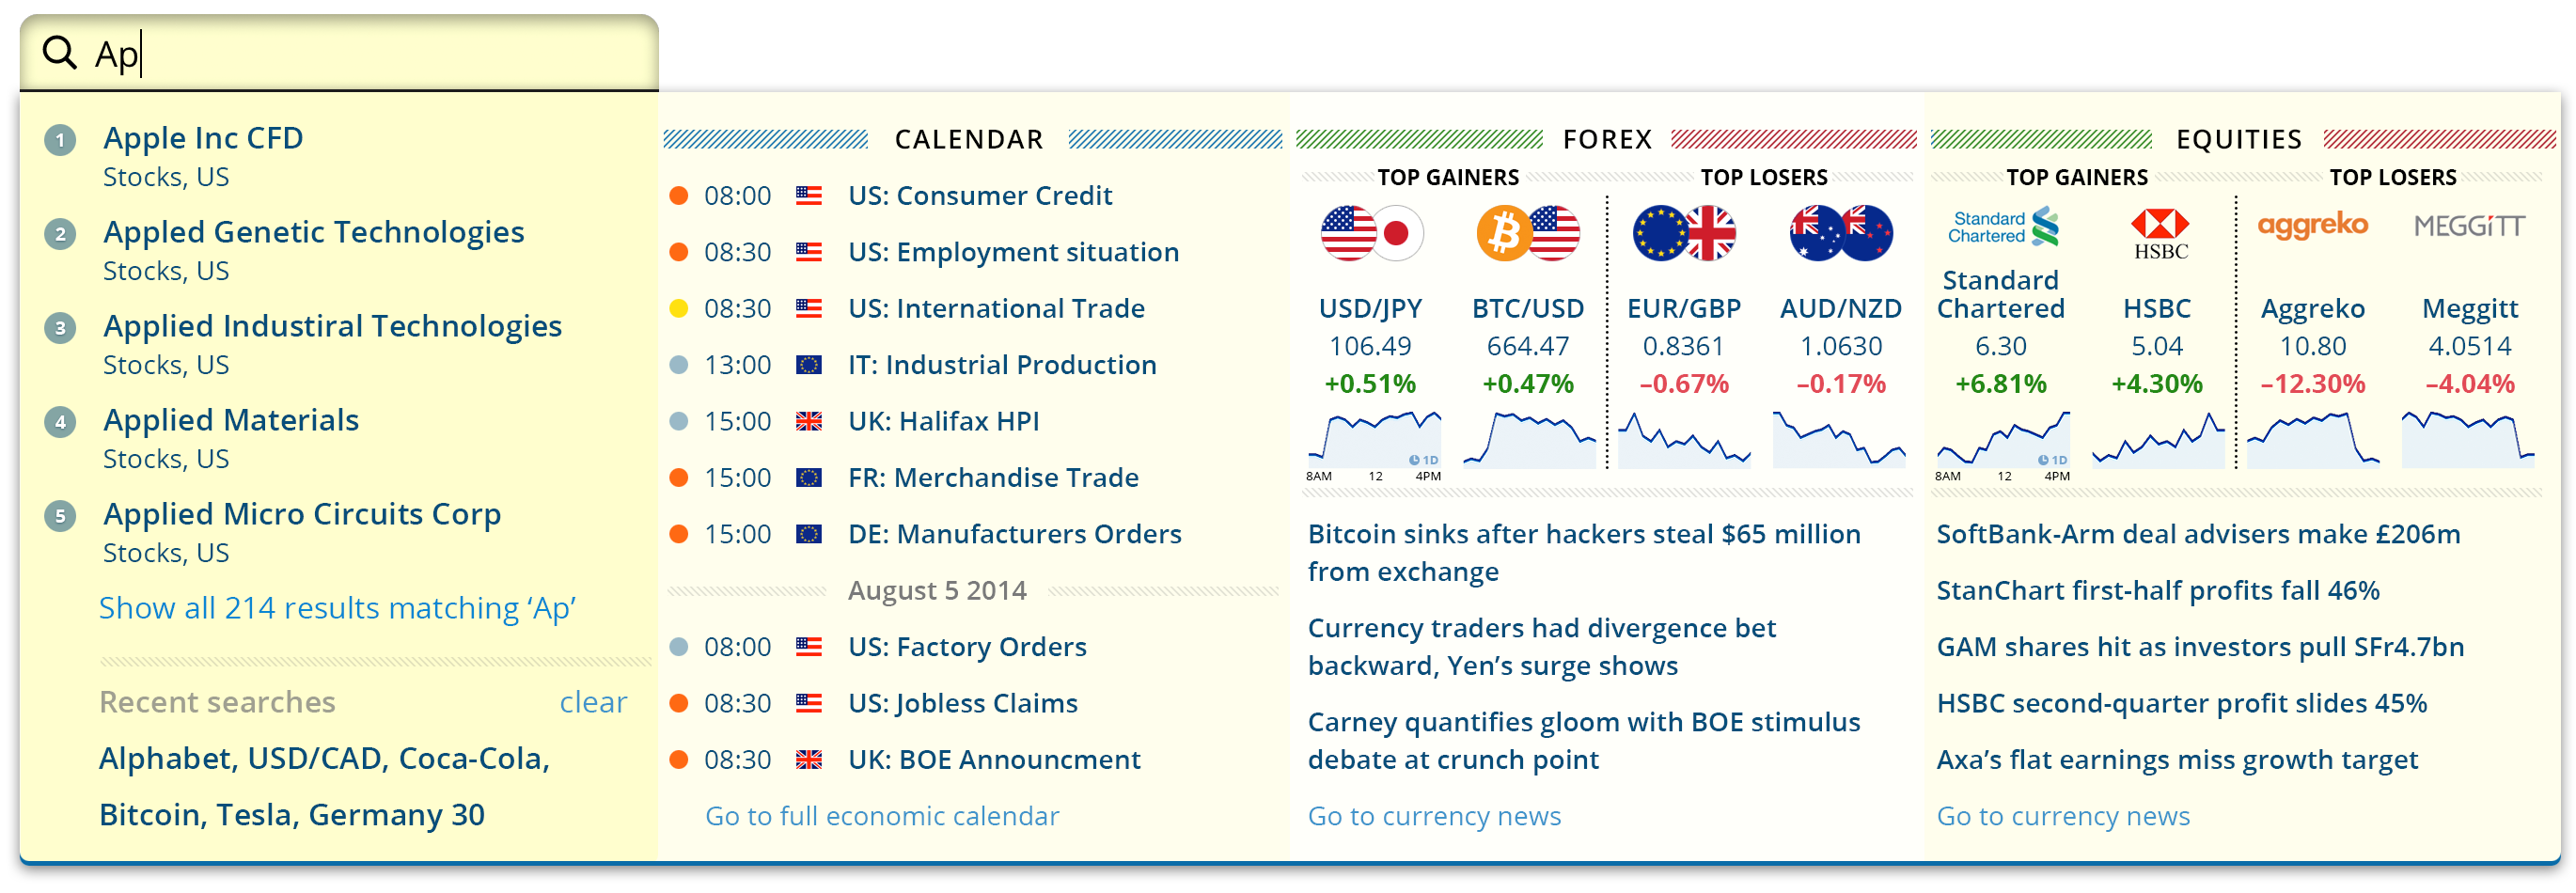 Ap
1 Apple Inc CFD
Stocks, US
2 Appled Genetic Technologies
Stocks, US
3 Applied Industiral Technologies
Stocks, US
4 Applied Materials
Stocks, US
5 Applied Micro Circuits Corp
Stocks, US
Show all 214 results matching ‘Ap’
Recent searches clear
Alphabet, USD/CAD, Coca-Cola,
Bitcoin, Tesla, Germany 30
CALENDAR
08:00 US: Consumer Credit
08:30 US: Employment situation
08:30 US: International Trade
13:00 IT: Industrial Production
15:00 UK: Halifax HPI
15:00 FR: Merchandise Trade
15:00 DE: Manufacturers Orders
August 5 2014
08:00 US: Factory Orders
08:30 US: Jobless Claims
08:30 UK: BOE Announcment
Go to full economic calendar
FOREX
TOP GAINERS TOP LOSERS
USD/JPY BTC/USD EUR/GBP AUD/NZD
106.49 664.47 0.8361 1.0630
+0.51% +0.47% –0.67% –0.17%
1D
8AM 12 4PM
Bitcoin sinks after hackers steal $65 million
from exchange
Currency traders had divergence bet
backward, Yen’s surge shows
Carney quantifies gloom with BOE stimulus
debate at crunch point
Go to currency news
EQUITIES
TOP GAINERS TOP LOSERS
Standard
Chartered
HSBC
aggreko
MEGGiTT
Standard
Chartered HSBC Aggreko Meggitt
6.30 5.04 10.80 4.0514
+6.81% +4.30% –12.30% –4.04%
1D
8AM 12 4PM
SoftBank-Arm deal advisers make £206m
StanChart first-half profits fall 46%
GAM shares hit as investors pull SFr4.7bn
HSBC second-quarter profit slides 45%
Axa’s flat earnings miss growth target
Go to currency news